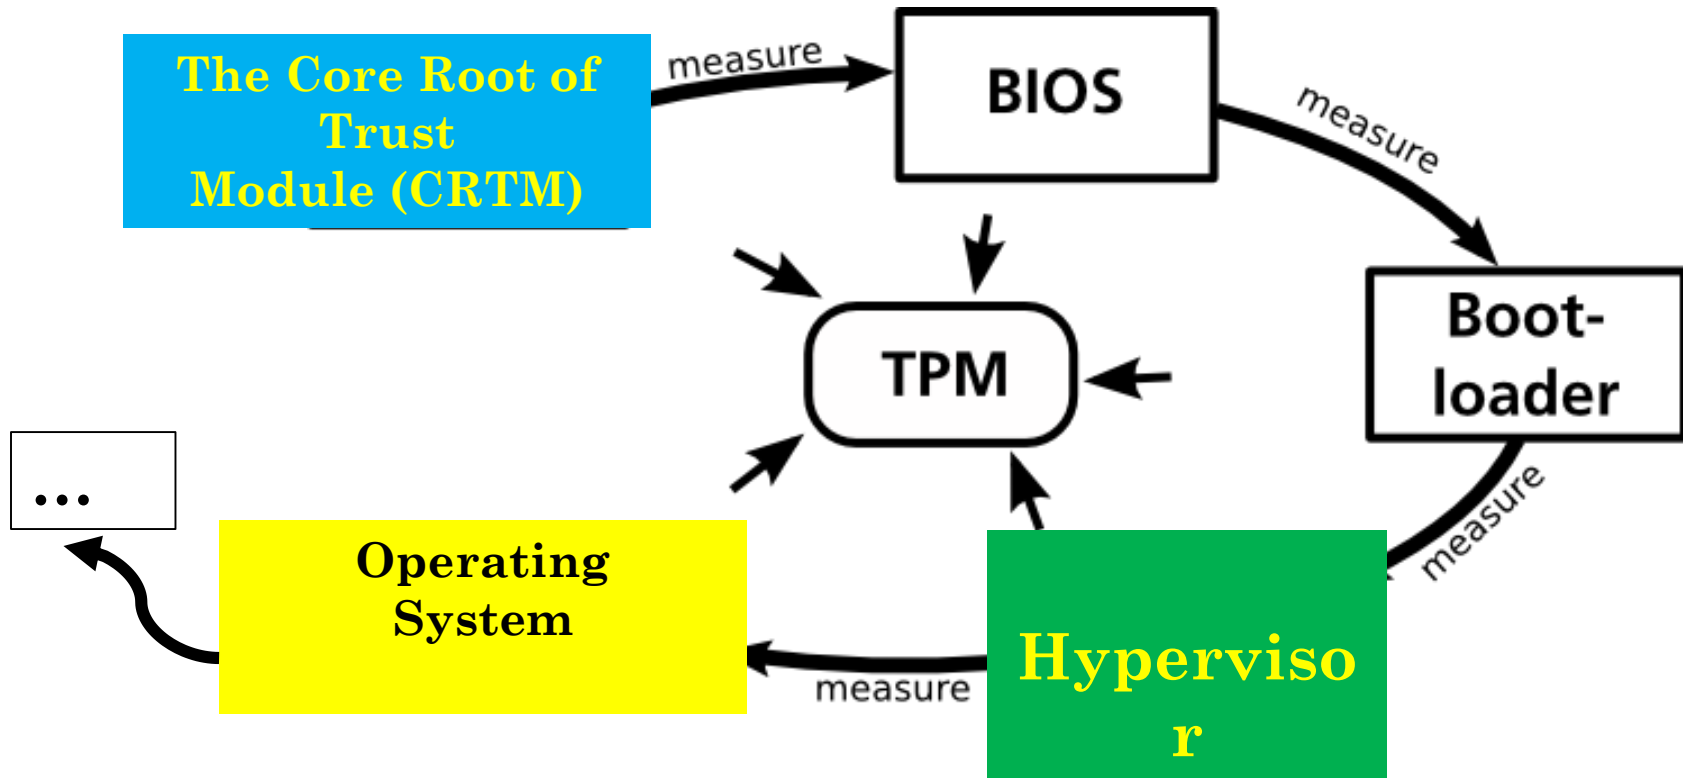 The Core Root of
Trust
Module (CRTM)
measure
BIOS
measure
Boot-
loader
TPM
measure
...
Operating
System
measure
Hyperviso
r